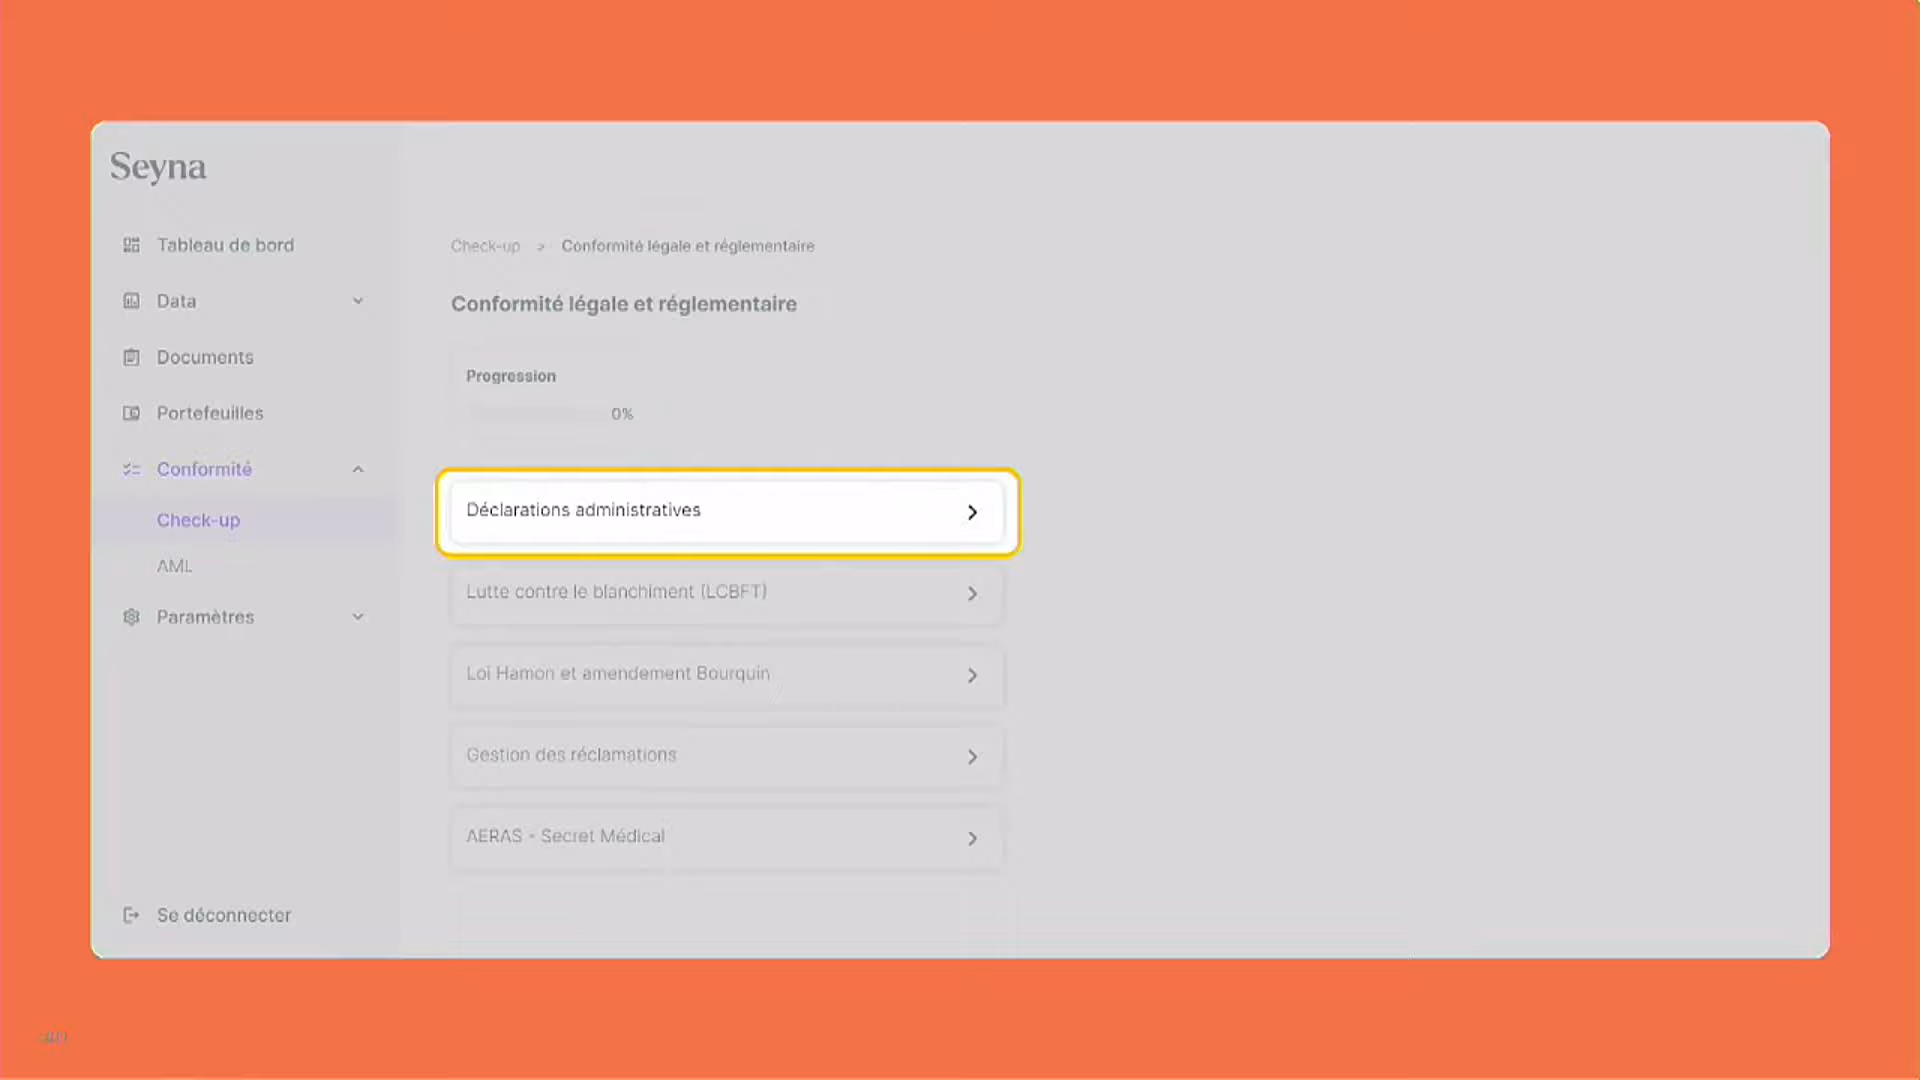 Seyna
Tableau de bord
Data
Documents
Portefeuilles
Conformité
Check-up
AML
Paramètres
Se déconnecter
Check-up > Conformité légale et réglementaire
Conformité légale et réglementaire
Progression
0%
Déclarations administratives
Lutte contre le blanchiment (LCBFT)
Loi Hamon et amendement Bourquin
Gestion des réclamations
AERAS - Secret Médical